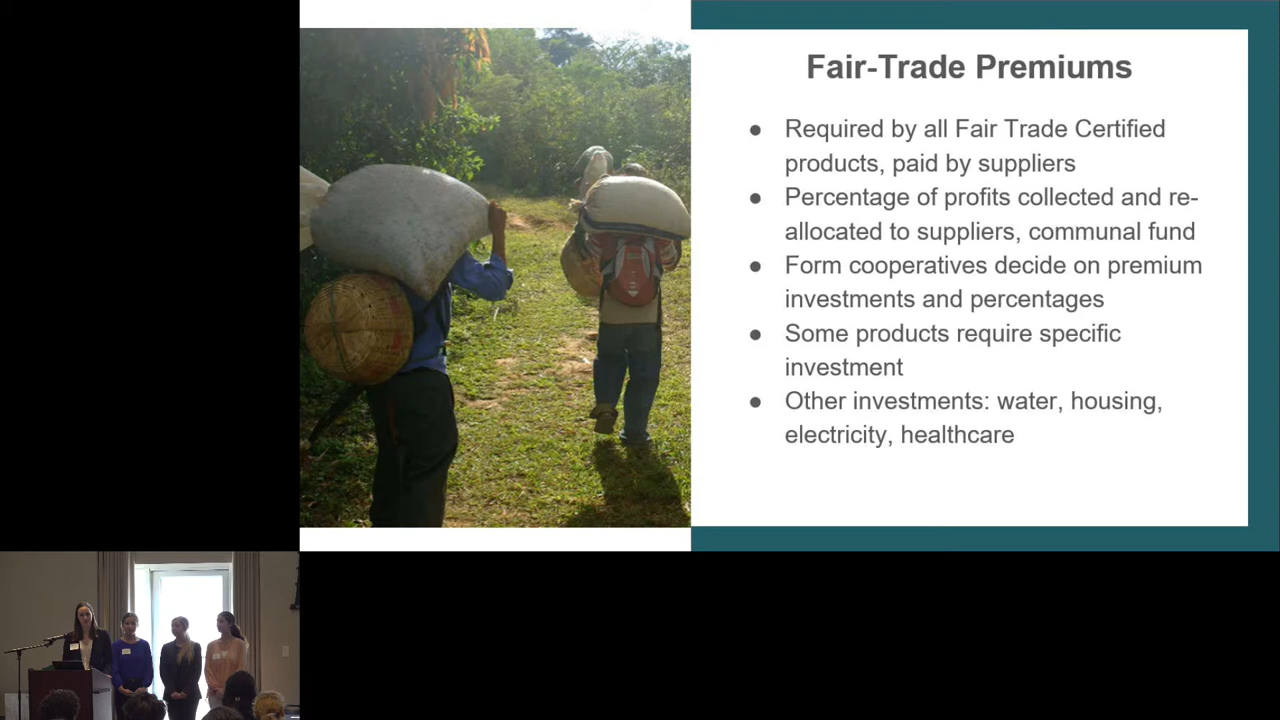 Fair-Trade Premiums
● Required by all Fair Trade Certified
products, paid by suppliers
● Percentage of profits collected and re-
allocated to suppliers, communal fund
● Form cooperatives decide on premium
investments and percentages
● Some products require specific
investment
● Other investments: water, housing,
electricity, healthcare